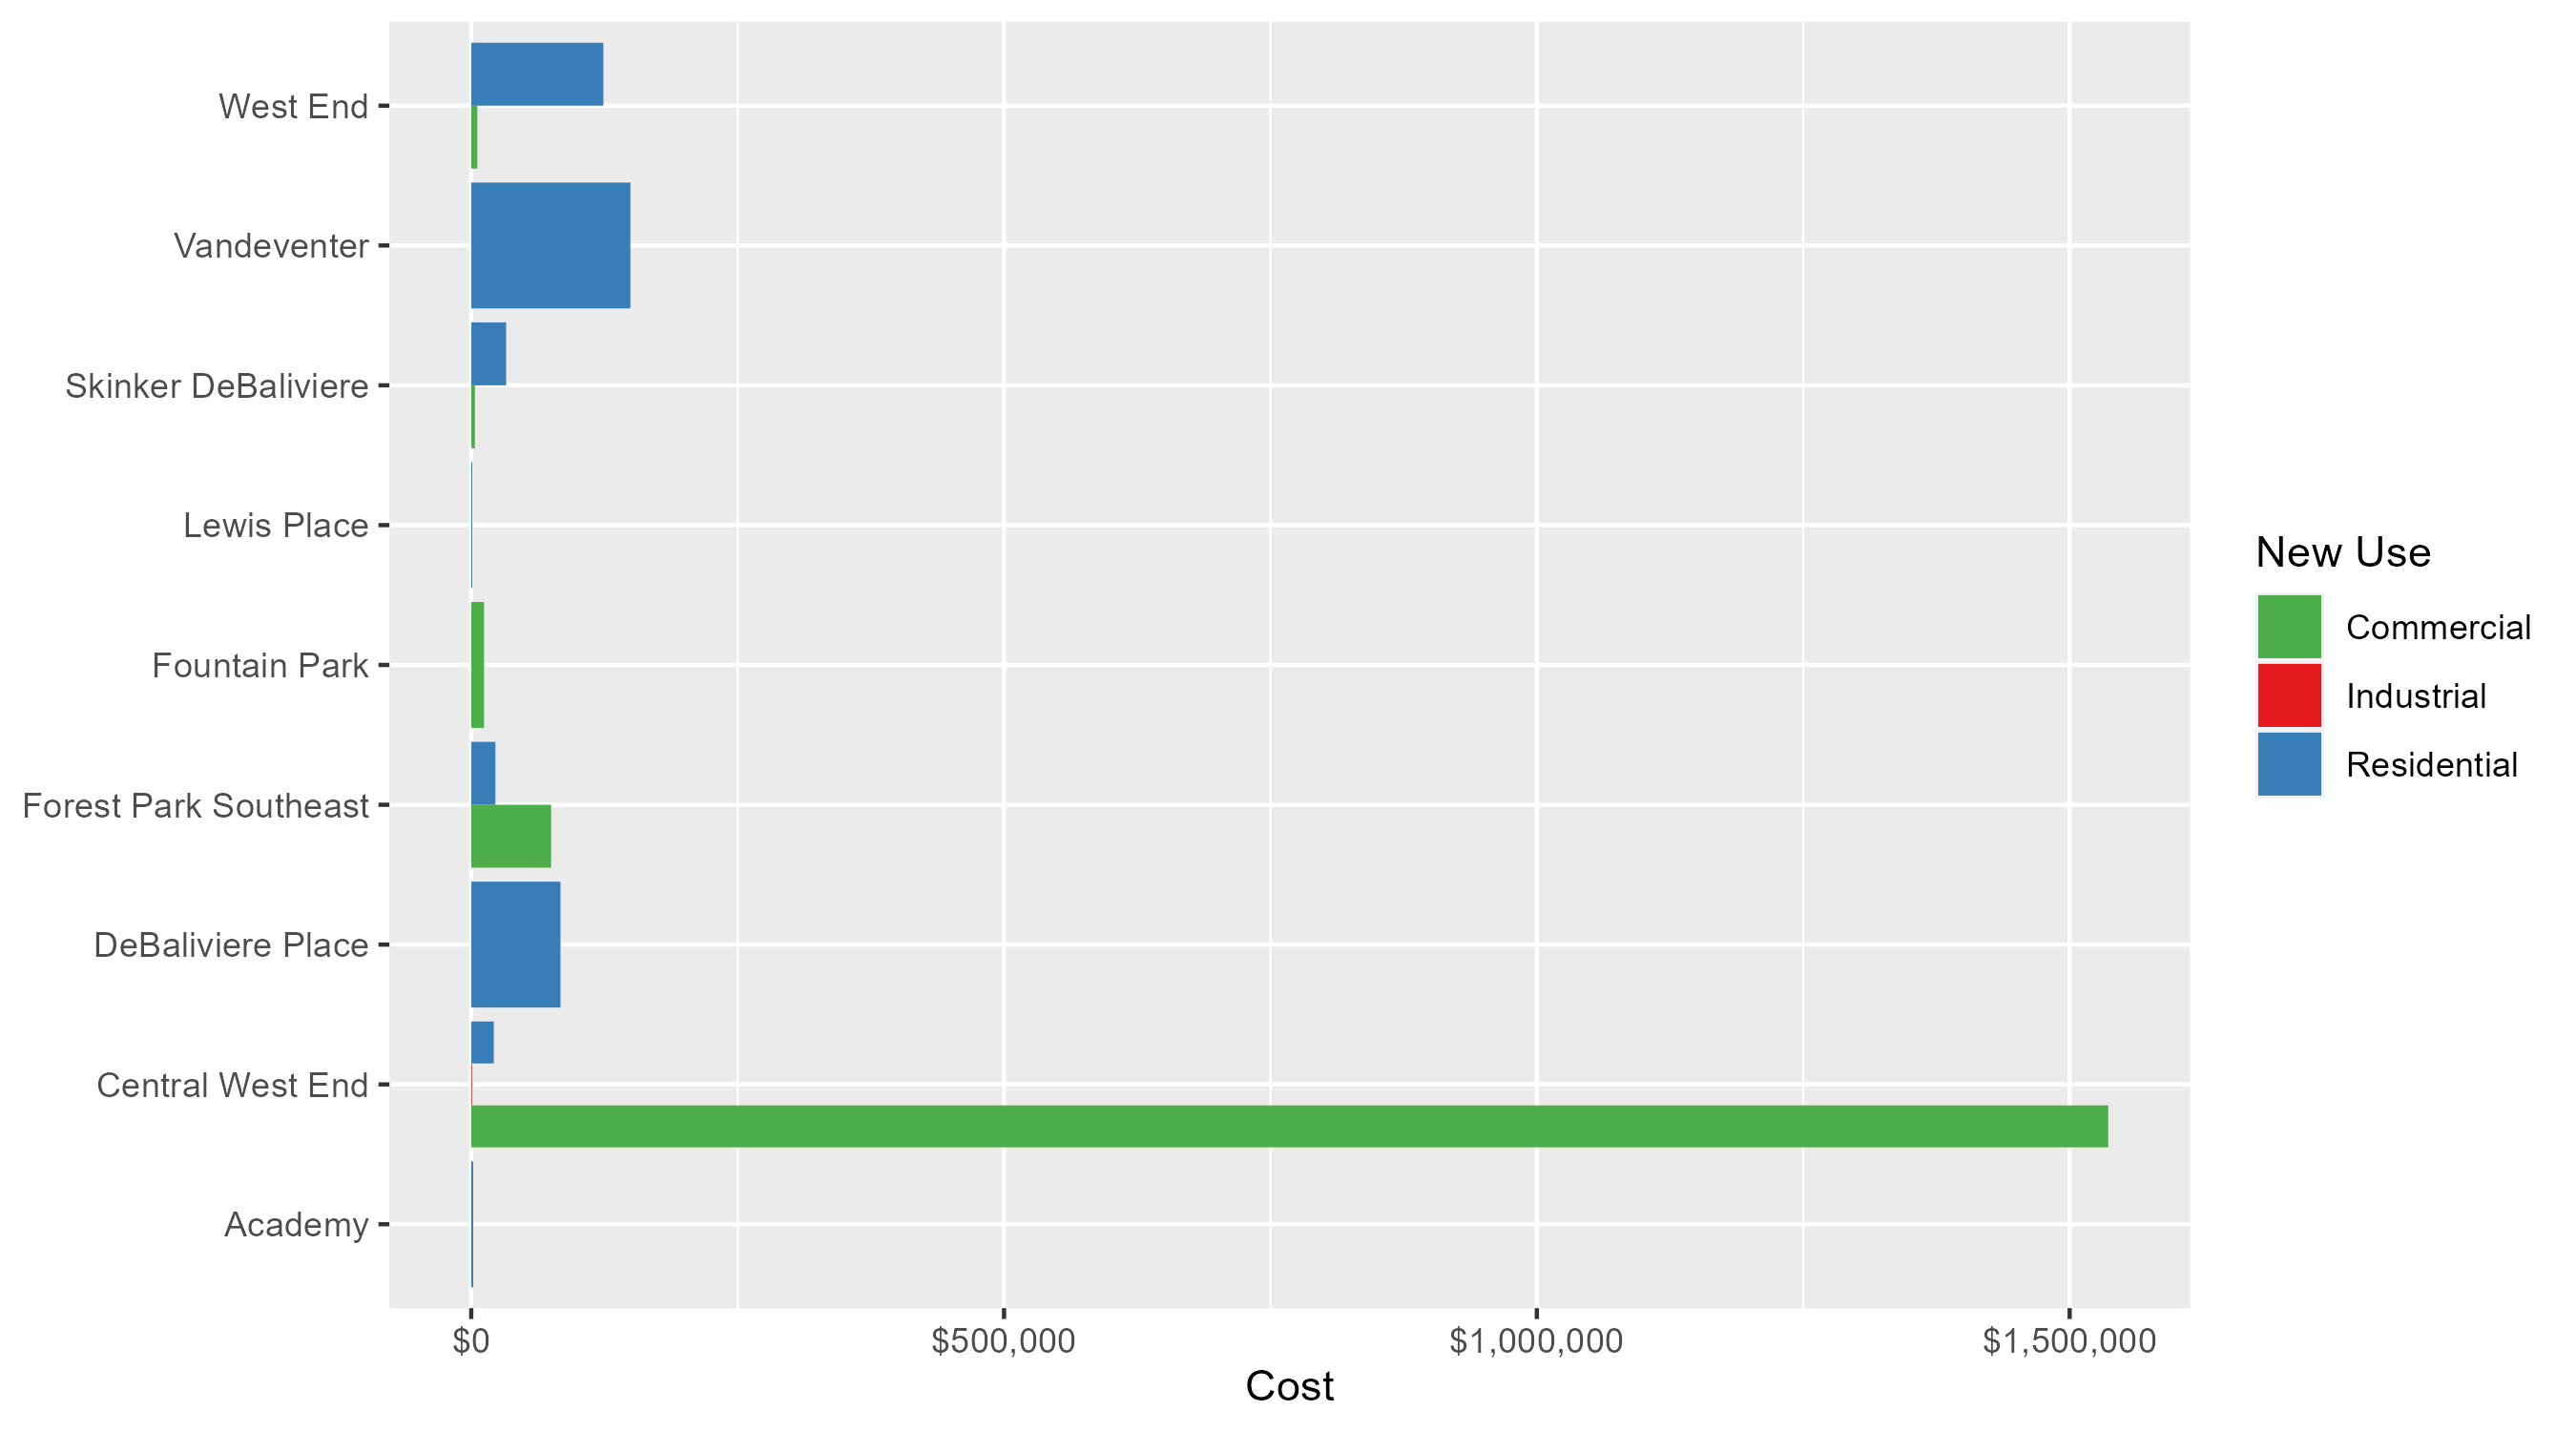 West End
Vandeventer
Skinker DeBaliviere
Lewis Place
Fountain Park
Forest Park Southeast
DeBaliviere Place
Central West End
Academy
$0
$500,000
$1,000,000
$1,500,000
Cost
New Use
Commercial
Industrial
Residential